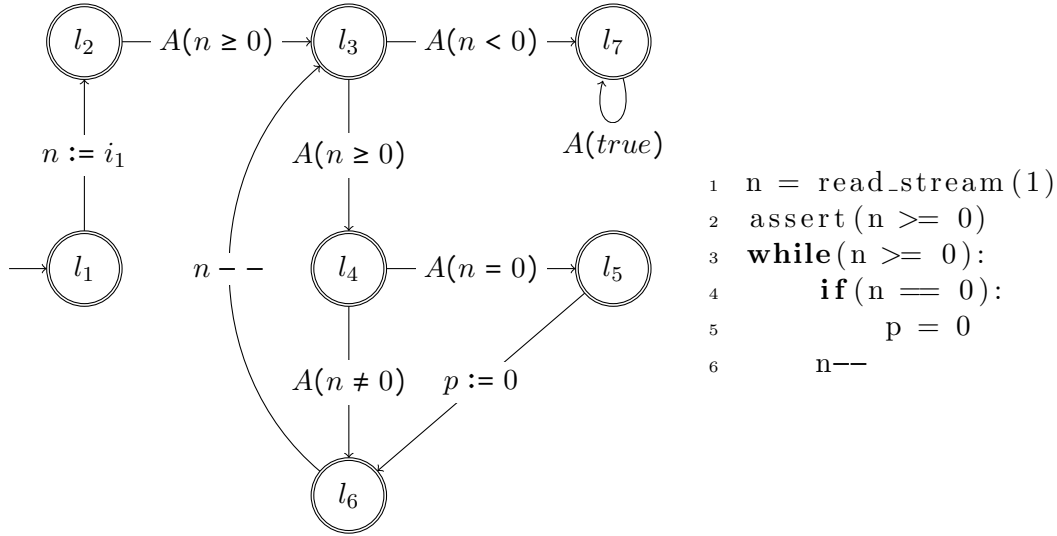 l2 A(n ≥ 0) l3 A(n < 0) l7
n := i1 A(n ≥ 0) A(true)
l1 n − − l4 A(n = 0) l5
A(n ≠ 0) p := 0
l6
1 n = read_stream(1)
2 assert(n >= 0)
3 while(n >= 0):
4 if(n == 0):
5 p = 0
6 n−−